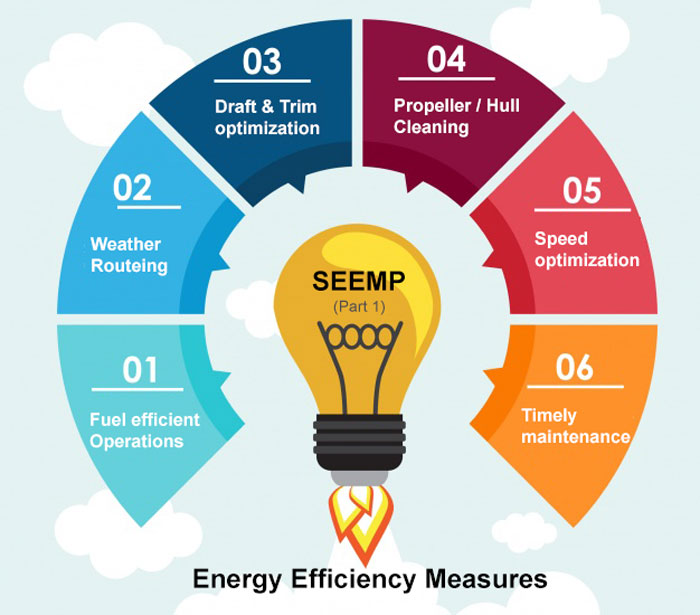 03
Draft & Trim
optimization
04
Propeller / Hull
Cleaning
02
Weather
Routeing
05
Speed
optimization
SEEMP
(Part 1)
01
Fuel efficient
Operations
06
Timely
maintenance
Energy Efficiency Measures